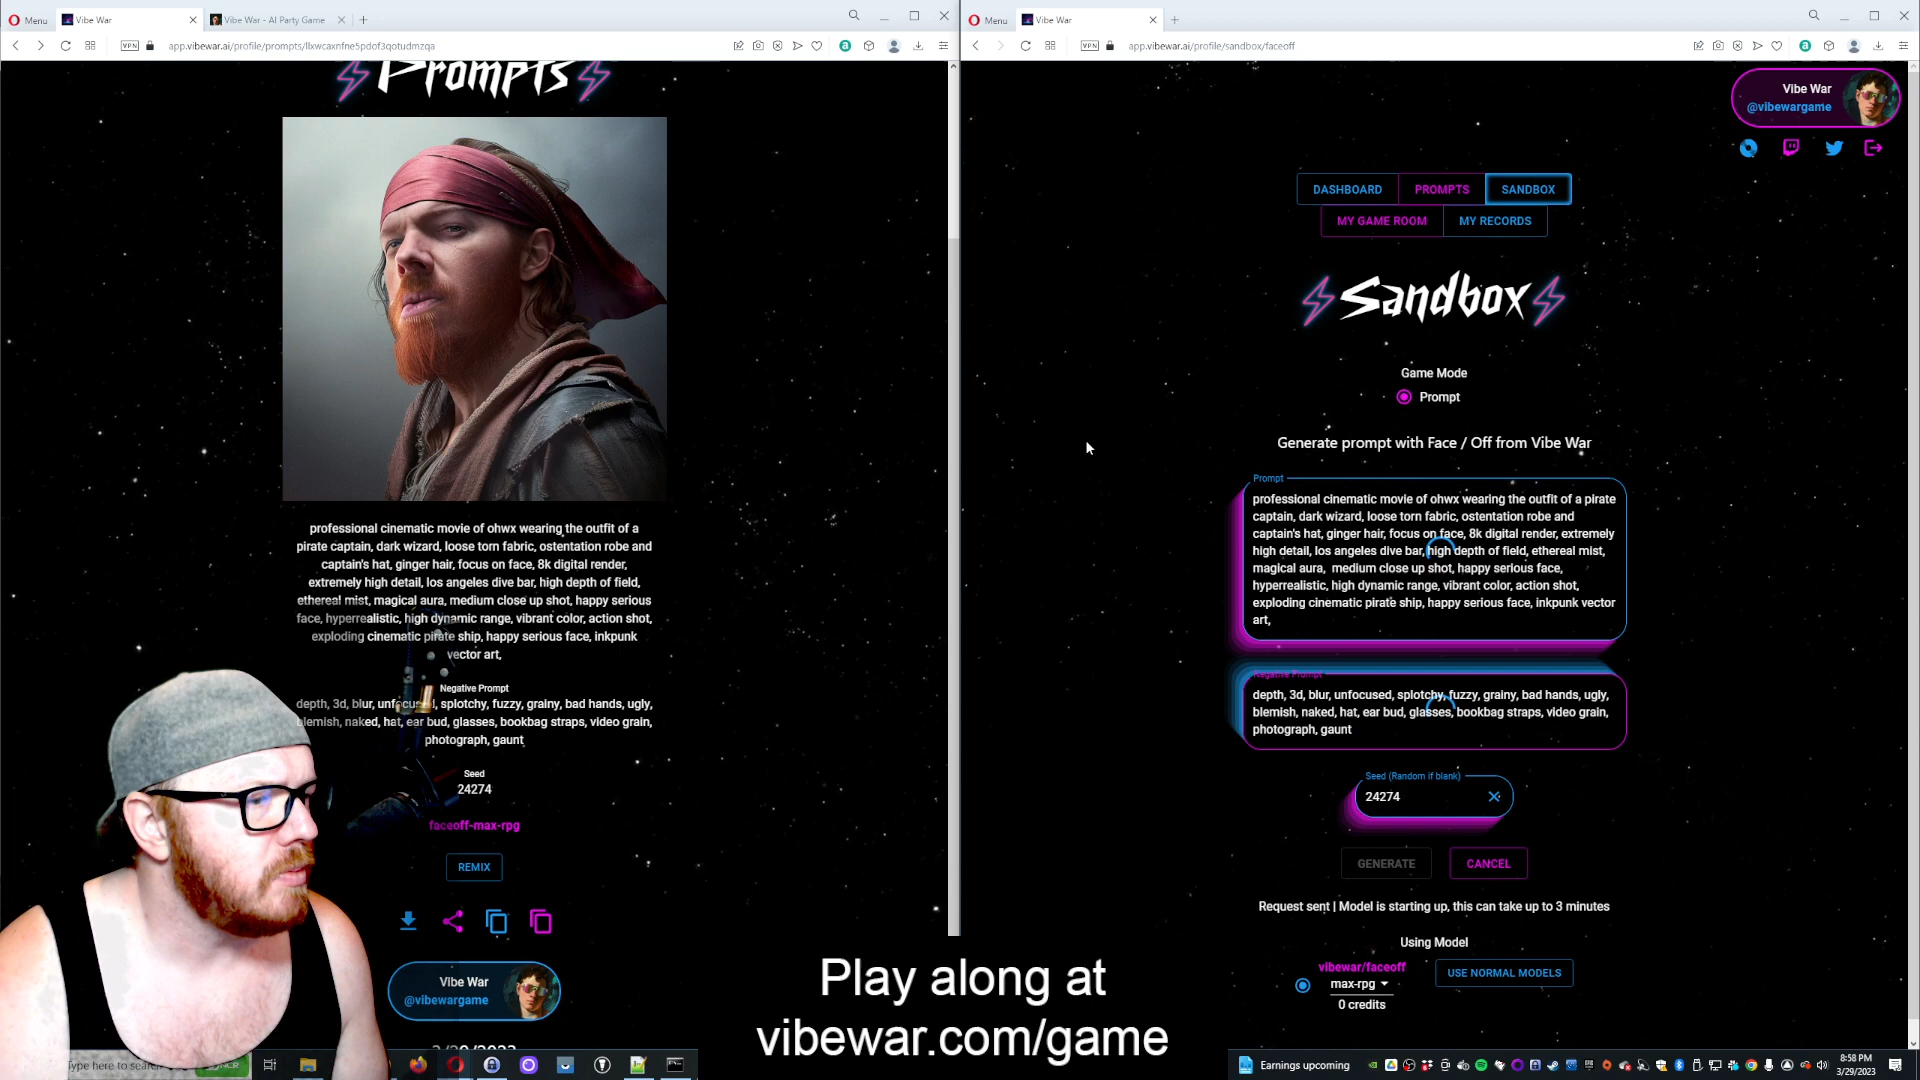 Menu
Vibe War
Vibe War - AI Party Game
VPN
app.vibewar.ai/profile/prompts/llxwcaxnfne5pdof3qotudmzqa
Prompts
professional cinematic movie of ohwx wearing the outfit of a
pirate captain, dark wizard, loose torn fabric, ostentation robe and
captain's hat, ginger hair, focus on face, 8k digital render,
extremely high detail, los angeles dive bar, high depth of field,
ethereal mist, magical aura, medium close up shot, happy serious
face, hyperrealistic, high dynamic range, vibrant color, action shot,
exploding cinematic pirate ship, happy serious face, inkpunk
vector art,
Negative Prompt
depth, 3d, blur, unfocused, splotchy, fuzzy, grainy, bad hands, ugly,
blemish, naked, hat, ear bud, glasses, bookbag straps, video grain,
photograph, gaunt
Seed
24274
faceoff-max-rpg
REMIX
Vibe War
@vibewargame
3/29/2023
Type here to search
Menu
Vibe War
VPN
app.vibewar.ai/profile/sandbox/faceoff
Vibe War
@vibewargame
DASHBOARD
PROMPTS
SANDBOX
MY GAME ROOM
MY RECORDS
Sandbox
Game Mode
Prompt
Generate prompt with Face / Off from Vibe War
Prompt
professional cinematic movie of ohwx wearing the outfit of a pirate
captain, dark wizard, loose torn fabric, ostentation robe and
captain's hat, ginger hair, focus on face, 8k digital render, extremely
high detail, los angeles dive bar, high depth of field, ethereal mist,
magical aura, medium close up shot, happy serious face,
hyperrealistic, high dynamic range, vibrant color, action shot,
exploding cinematic pirate ship, happy serious face, inkpunk vector
art,
Negative Prompt
depth, 3d, blur, unfocused, splotchy, fuzzy, grainy, bad hands, ugly,
blemish, naked, hat, ear bud, glasses, bookbag straps, video grain,
photograph, gaunt
Seed (Random if blank)
24274
GENERATE
CANCEL
Request sent | Model is starting up, this can take up to 3 minutes
Using Model
vibewar/faceoff
max-rpg
0 credits
USE NORMAL MODELS
Play along at
vibewar.com/game
Earnings upcoming
8:58 PM
3/29/2023